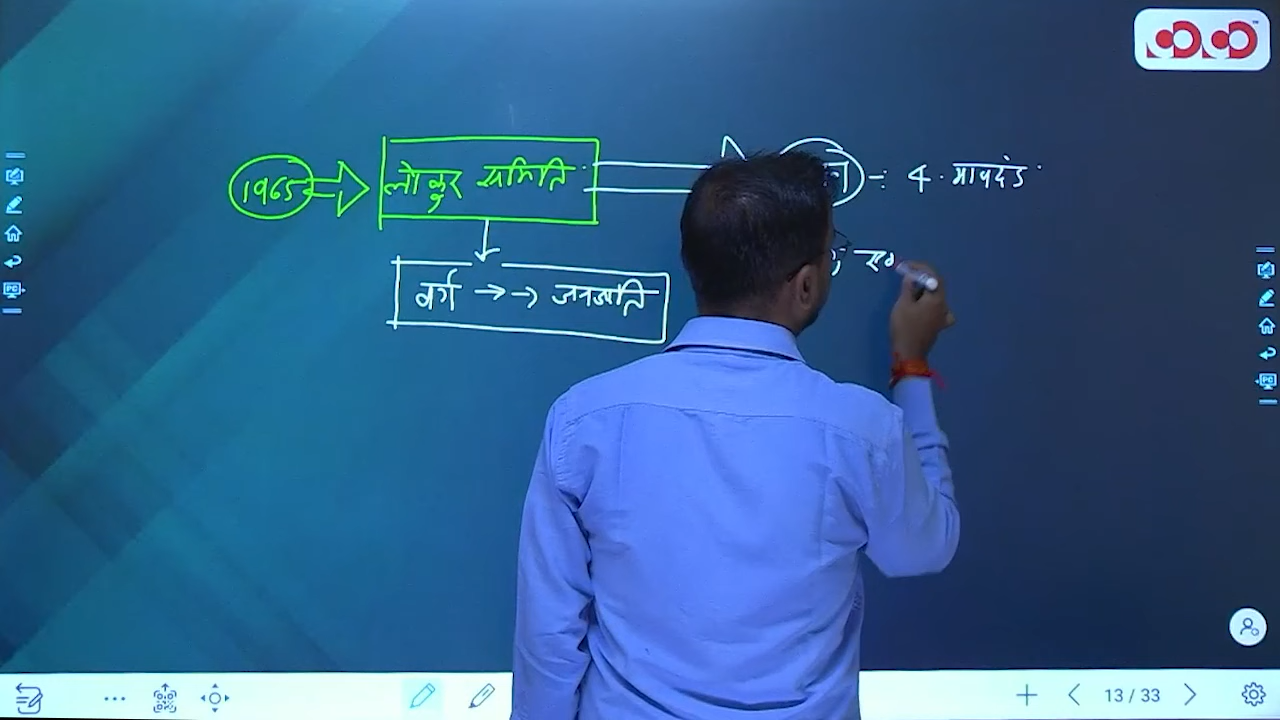 1965 लोकुर समिति - : 4 . मापदंड
वर्ग जनजाति
13 / 33